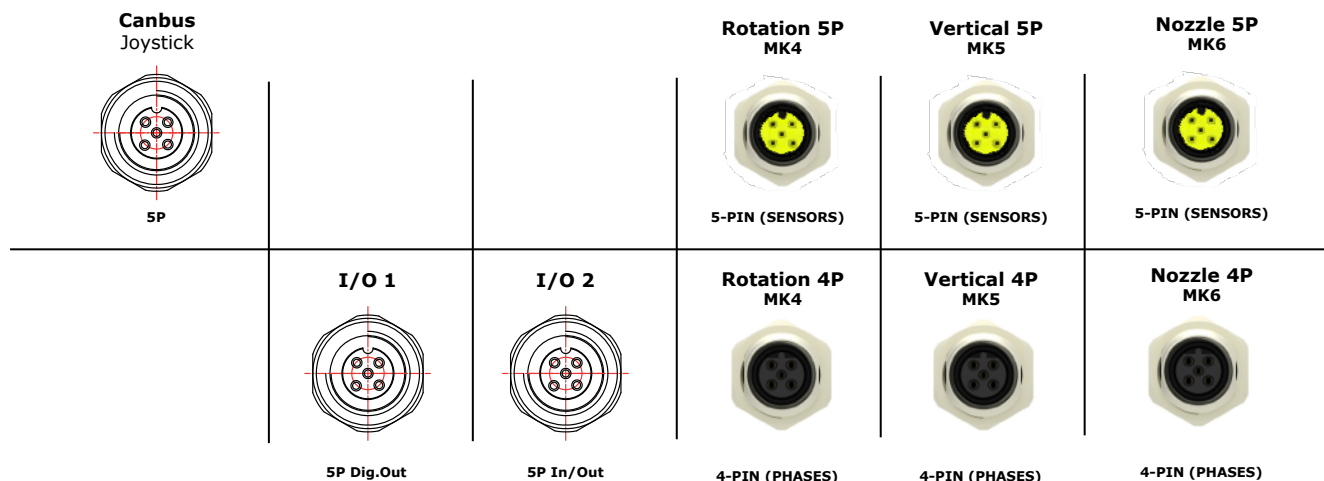 Canbus
Joystick
5P
Rotation 5P
MK4
5-PIN (SENSORS)
Vertical 5P
MK5
5-PIN (SENSORS)
Nozzle 5P
MK6
5-PIN (SENSORS)
I/O 1
5P Dig.Out
I/O 2
5P In/Out
Rotation 4P
MK4
4-PIN (PHASES)
Vertical 4P
MK5
4-PIN (PHASES)
Nozzle 4P
MK6
4-PIN (PHASES)